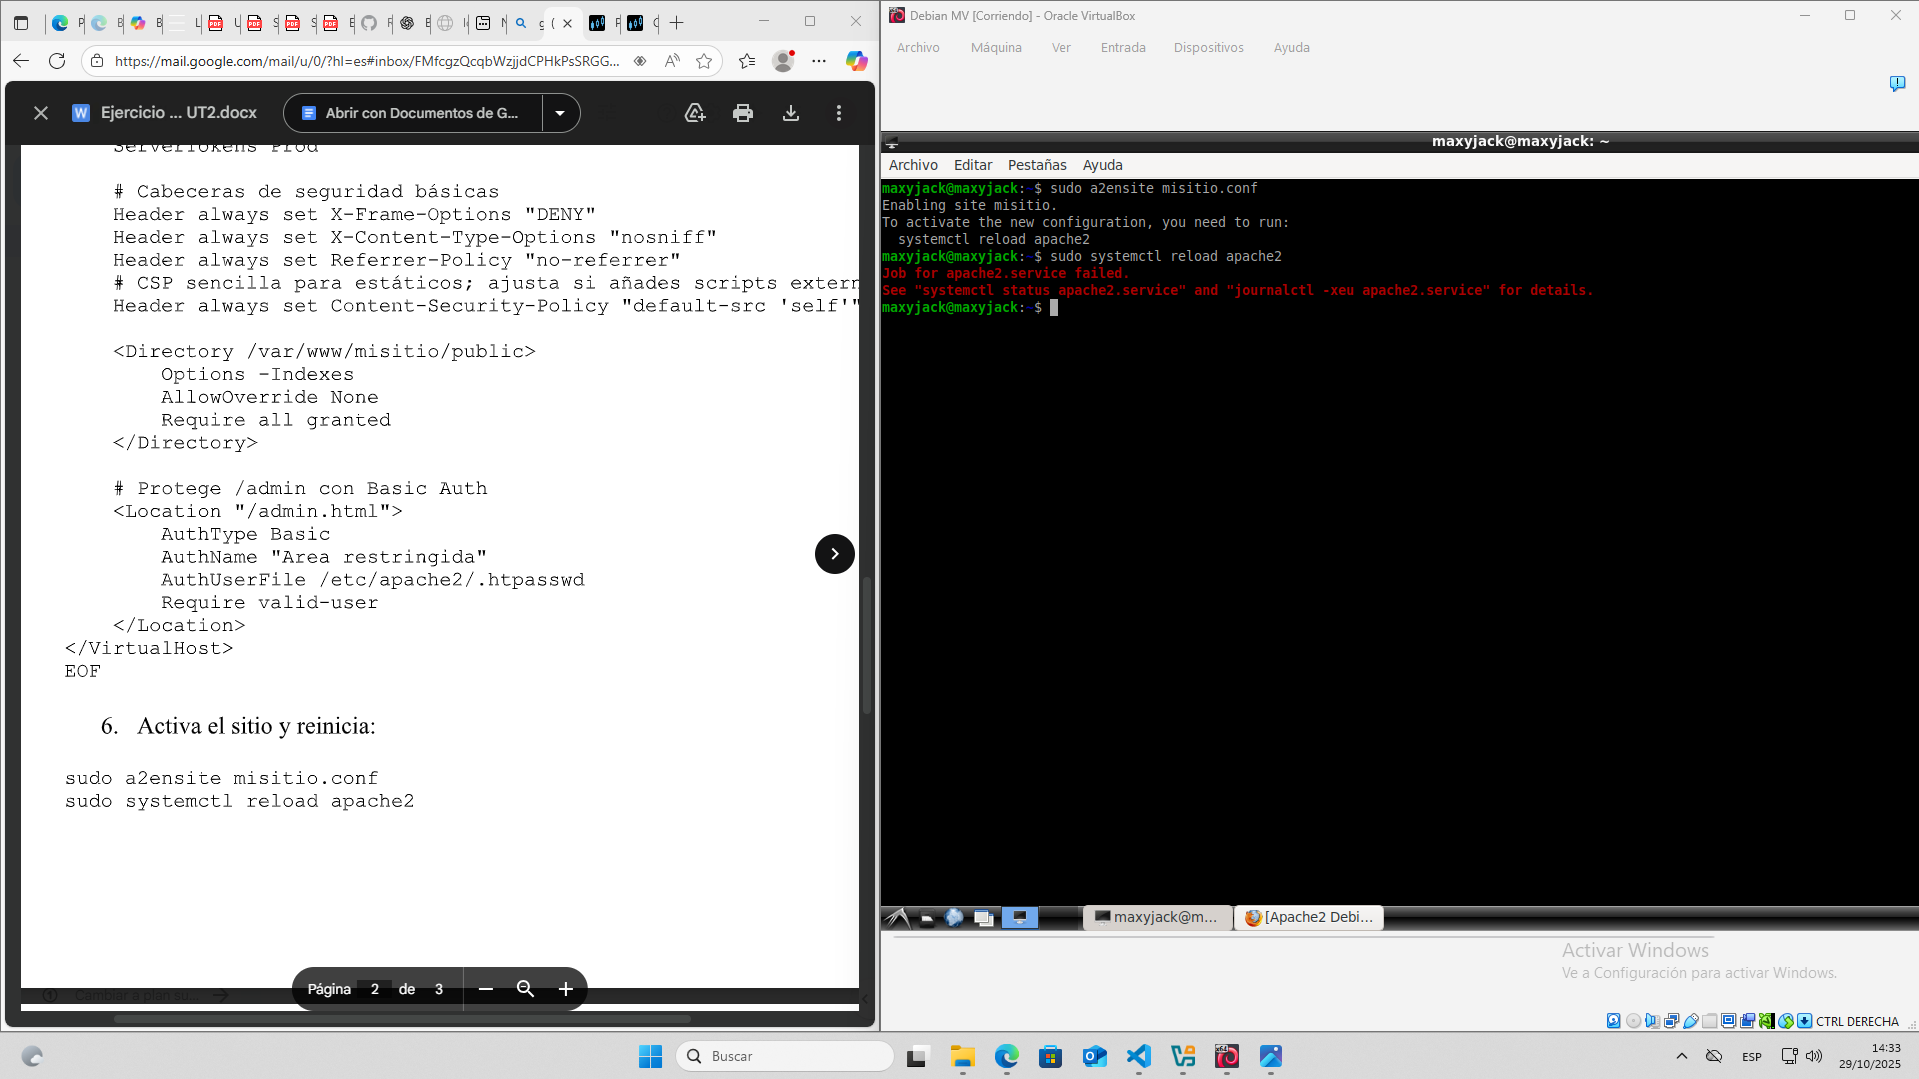 https://mail.google.com/mail/u/0/?hl=es#inbox/FMfcgzQcqbWzjjdCPHkPsSRGG...
Ejercicio ... UT2.docx
Abrir con Documentos de G...
ServerTokens Prod
# Cabeceras de seguridad básicas
Header always set X-Frame-Options "DENY"
Header always set X-Content-Type-Options "nosniff"
Header always set Referrer-Policy "no-referrer"
# CSP sencilla para estáticos; ajusta si añades scripts extern
Header always set Content-Security-Policy "default-src 'self'"
<Directory /var/www/misitio/public>
Options -Indexes
AllowOverride None
Require all granted
</Directory>
# Protege /admin con Basic Auth
<Location "/admin.html">
AuthType Basic
AuthName "Area restringida"
AuthUserFile /etc/apache2/.htpasswd
Require valid-user
</Location>
</VirtualHost>
EOF
6. Activa el sitio y reinicia:
sudo a2ensite misitio.conf
sudo systemctl reload apache2
Cambiar a plan su...
Página 2 de 3
Debian MV [Corriendo] - Oracle VirtualBox
Archivo Máquina Ver Entrada Dispositivos Ayuda
maxyjack@maxyjack: ~
Archivo Editar Pestañas Ayuda
maxyjack@maxyjack:~$ sudo a2ensite misitio.conf
Enabling site misitio.
To activate the new configuration, you need to run:
systemctl reload apache2
maxyjack@maxyjack:~$ sudo systemctl reload apache2
Job for apache2.service failed.
See "systemctl status apache2.service" and "journalctl -xeu apache2.service" for details.
maxyjack@maxyjack:~$
maxyjack@m...
[Apache2 Debi...
Activar Windows
Ve a Configuración para activar Windows.
CTRL DERECHA
Buscar
ESP
14:33
29/10/2025